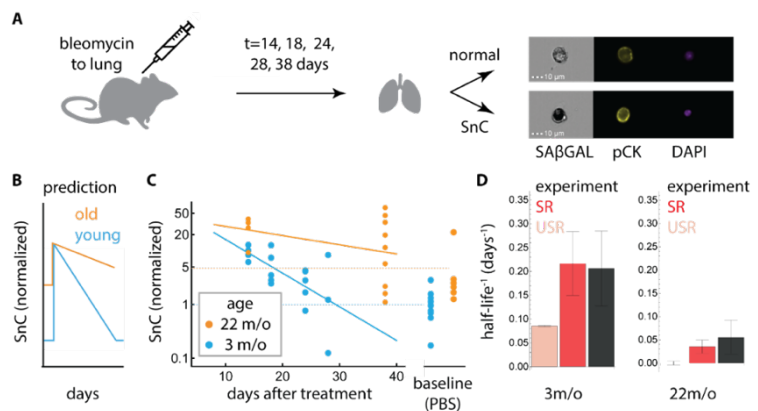 A
bleomycin
to lung
t=14, 18, 24,
28, 38 days
normal
SnC
10 µm
10 µm
SAβGAL pCK DAPI
B
prediction
old
young
SnC (normalized)
days
C
SnC (normalized)
50
20
5
1
0.1
age
22 m/o
3 m/o
10 20 30 40
days after treatment
baseline
(PBS)
D
half-life⁻¹ (days⁻¹)
experiment
SR
USR
0.40
0.35
0.30
0.25
0.20
0.15
0.10
0.05
0.00
3m/o
experiment
SR
USR
0.40
0.35
0.30
0.25
0.20
0.15
0.10
0.05
0.00
22m/o